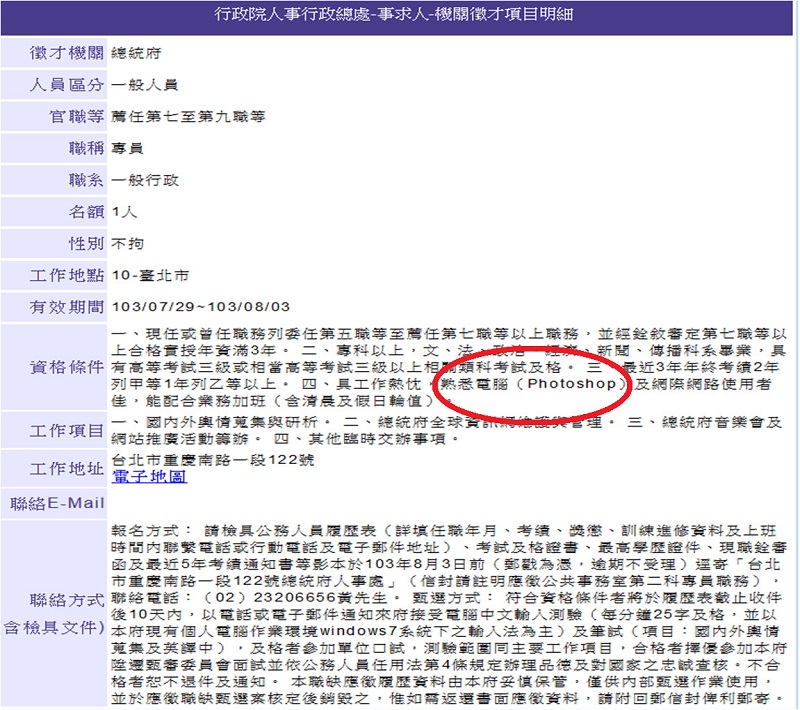 行政院人事行政總處-事求人-機關徵才項目明細
徵才機關 總統府
人員區分 一般人員
官職等 薦任第七至第九職等
職稱 專員
職系 一般行政
名額 1人
性別 不拘
工作地點 10-臺北市
有效期間 103/07/29~103/08/03
資格條件
一、現任或曾任職務列委任第五職等至薦任第七職等以上職務，並經銓敘審定第七職等以
上合格實授年資滿3年。 二、專科以上，文、法、政治、經濟、新聞、傳播科系畢業，具
有高等考試三級或相當高等考試三級以上相關類科考試及格。 三、最近3年年終考績2年
列甲等1年列乙等以上。 四、具工作熱忱，熟悉電腦（Photoshop）及網際網路使用者
佳，能配合業務加班（含清晨及假日輪值）。
工作項目
一、國內外輿情蒐集與研析。 二、總統府全球資訊網維護與管理。 三、總統府音樂會及
網站推廣活動籌辦。 四、其他臨時交辦事項。
工作地址
台北市重慶南路一段122號
電子地圖
聯絡E-Mail
聯絡方式
含檢具文件)
報名方式： 請檢具公務人員履歷表（詳填任職年月、考績、獎懲、訓練進修資料及上班
時間內聯繫電話或行動電話及電子郵件地址）、考試及格證書、最高學歷證件、現職銓審
函及最近5年考績通知書等影本於103年8月3日前（郵戳為憑，逾期不受理）逕寄「台北
市重慶南路一段122號總統府人事處」（信封請註明應徵公共事務室第二科專員職務），
聯絡電話：（02）23206656黃先生。 甄選方式： 符合資格條件者將於履歷表截止收件
後10天內，以電話或電子郵件通知來府接受電腦中文輸入測驗（每分鐘25字及格，並以
本府現有個人電腦作業環境windows7系統下之輸入法為主）及筆試（項目：國內外輿情
蒐集及英譯中），及格者參加單位口試，測驗範圍同主要工作項目，合格者擇優參加本府
陞遷甄審委員會面試並依公務人員任用法第4條規定辦理品德及對國家之忠誠查核。不合
格者恕不退件及通知。 本職缺應徵履歷資料由本府妥慎保管，僅供內部甄選作業使用，
並於應徵職缺甄選案核定後銷毀之，惟如需返還書面應徵資料，請附回郵信封俾利郵寄。